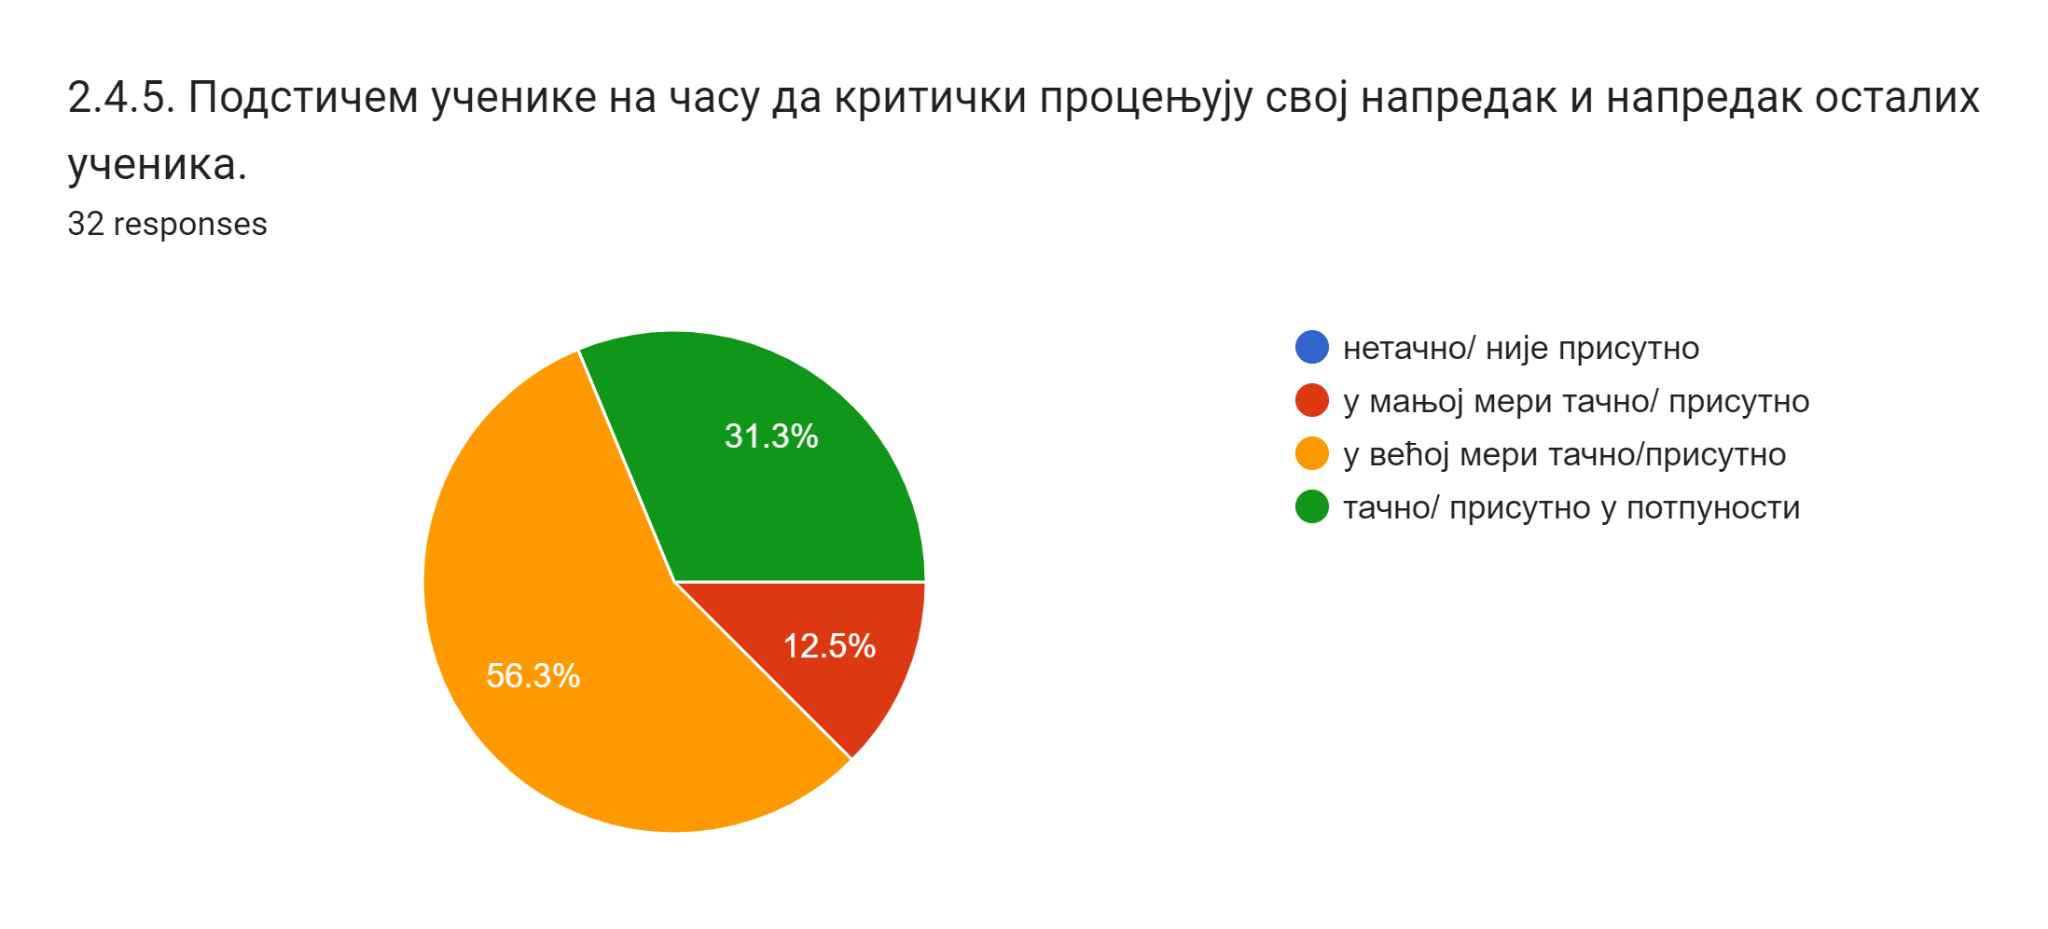 2.4.5. Подстичем ученике на часу да критички процењују свој напредак и напредак осталих
ученика.
32 responses
31.3%
12.5%
56.3%
нетачно/ није присутно
у мањој мери тачно/ присутно
у већој мери тачно/присутно
тачно/ присутно у потпуности